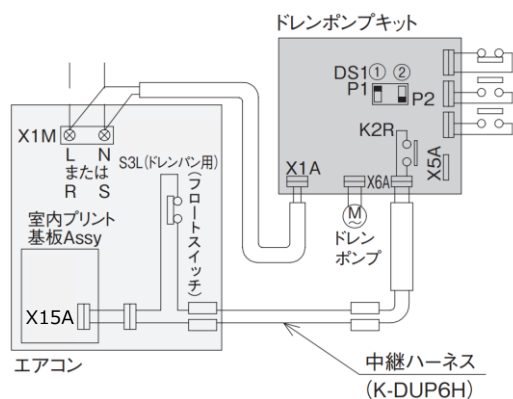 ドレンポンプキット
DS1 ① ②
P1
P2
K2R
X5A
X1A
X6A
M
ドレン
ポンプ
X1M
L N
または
R S
S3L(ドレンパン用)
(フロートスイッチ)
室内プリント
基板Assy
X15A
エアコン
中継ハーネス
(K-DUP6H)